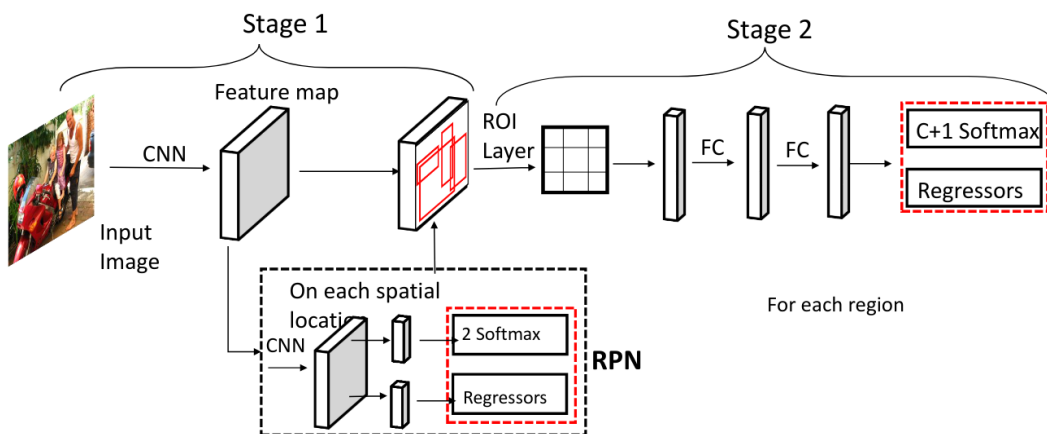 Stage 1
Stage 2
Feature map
CNN
Input
Image
ROI
Layer
FC
FC
C+1 Softmax
Regressors
For each region
On each spatial
location
CNN
2 Softmax
Regressors
RPN